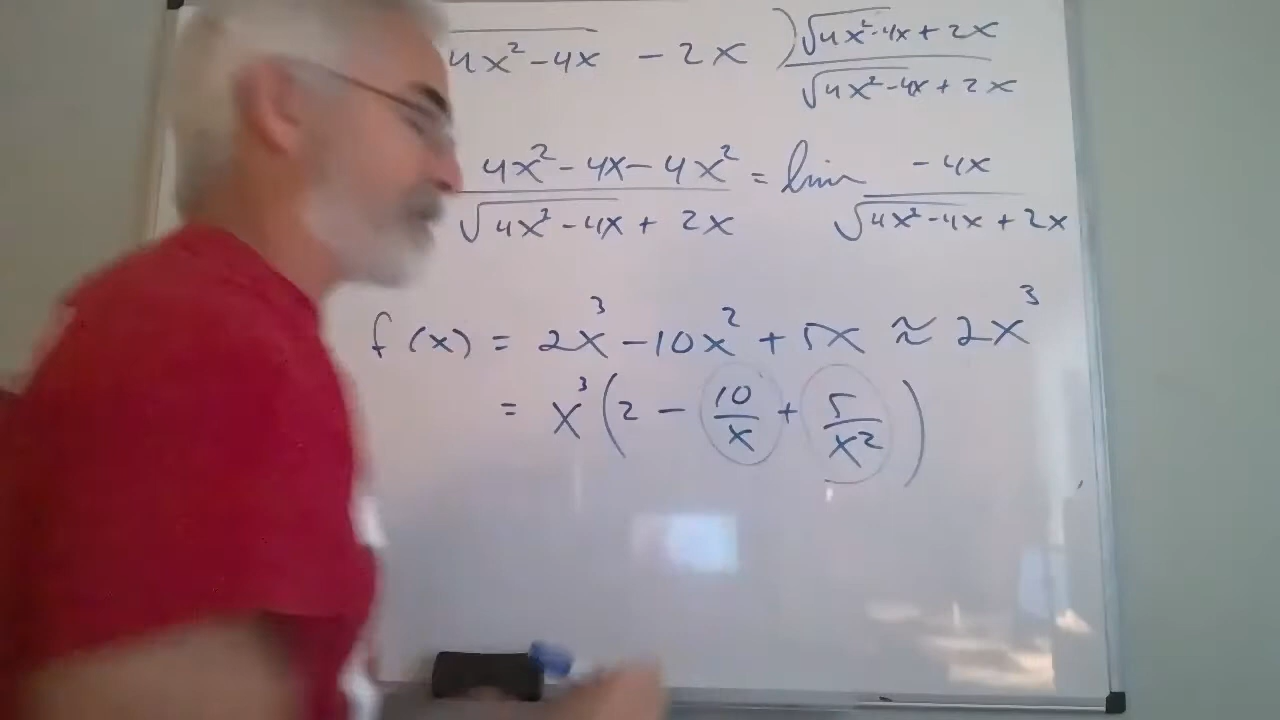 √4x²-4x - 2x ) √4x²-4x + 2x / √4x²-4x + 2x
4x²-4x-4x² / √4x²-4x + 2x = lim -4x / √4x²-4x + 2x
f(x) = 2x³ - 10x² + 5x ≈ 2x³
= x³ ( 2 - 10/x + 5/x² )